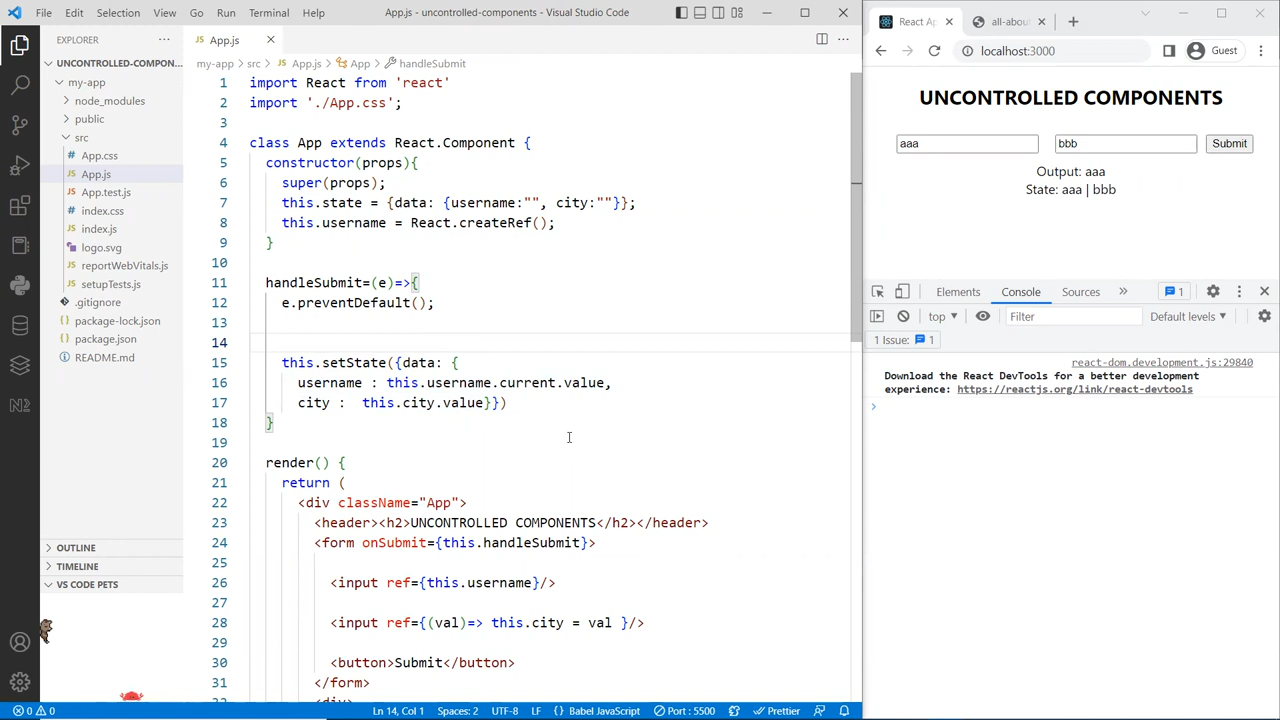 File Edit Selection View Go Run Terminal Help App.js - uncontrolled-components - Visual Studio Code
EXPLORER
UNCONTROLLED-COMPON...
my-app
node_modules
public
src
App.css
App.js
App.test.js
index.css
index.js
logo.svg
reportWebVitals.js
setupTests.js
.gitignore
package-lock.json
package.json
README.md
OUTLINE
TIMELINE
VS CODE PETS
App.js
my-app > src > App.js > App > handleSubmit
1 import React from 'react'
2 import './App.css';
3
4 class App extends React.Component {
5 constructor(props){
6 super(props);
7 this.state = {data: {username:"", city:""}};
8 this.username = React.createRef();
9 }
10
11 handleSubmit=(e)=>{
12 e.preventDefault();
13
14
15 this.setState({data: {
16 username : this.username.current.value,
17 city :  this.city.value}})
18 }
19
20 render() {
21 return (
22 <div className="App">
23 <header><h2>UNCONTROLLED COMPONENTS</h2></header>
24 <form onSubmit={this.handleSubmit}>
25
26 <input ref={this.username}/>
27
28 <input ref={(val)=> this.city = val }/>
29
30 <button>Submit</button>
31 </form>
0 0 Ln 14, Col 1 Spaces: 2 UTF-8 LF {} Babel JavaScript Port : 5500 Prettier
React Ap all-about
localhost:3000 Guest
UNCONTROLLED COMPONENTS
aaa bbb Submit
Output: aaa
State: aaa | bbb
Elements Console Sources 1
top Filter Default levels
1 Issue: 1
react-dom.development.js:29840
Download the React DevTools for a better development
experience: https://reactjs.org/link/react-devtools